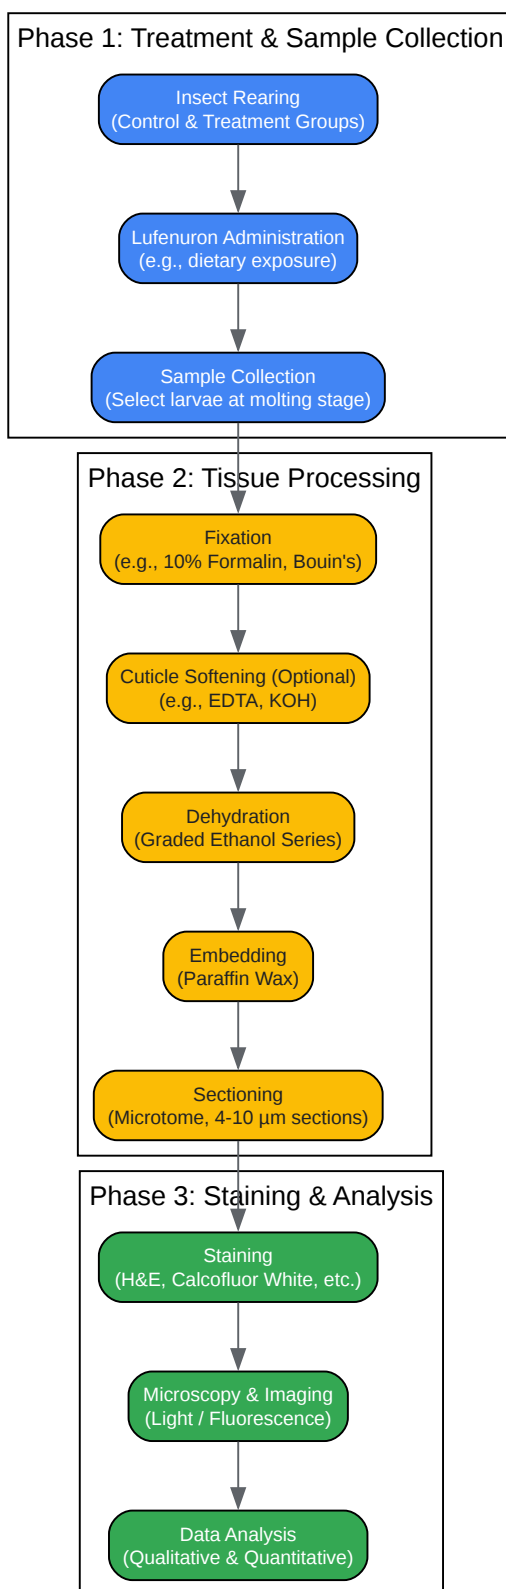 Phase 1: Treatment & Sample Collection
Insect Rearing
(Control & Treatment Groups)
Lufenuron Administration
(e.g., dietary exposure)
Sample Collection
(Select larvae at molting stage)
Phase 2: Tissue Processing
Fixation
(e.g., 10% Formalin, Bouin's)
Cuticle Softening (Optional)
(e.g., EDTA, KOH)
Dehydration
(Graded Ethanol Series)
Embedding
(Paraffin Wax)
Sectioning
(Microtome, 4-10 µm sections)
Phase 3: Staining & Analysis
Staining
(H&E, Calcofluor White, etc.)
Microscopy & Imaging
(Light / Fluorescence)
Data Analysis
(Qualitative & Quantitative)